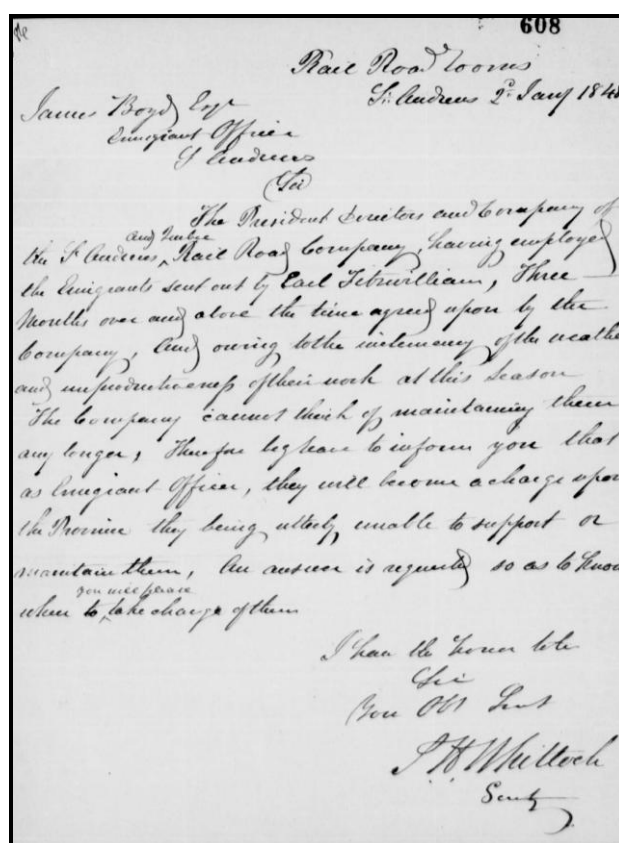 608
Rail Road rooms
St. Andrews 2d. Jany 1848
James Boyd Esqr
Emigrant Officer
St Andrews
Sir
The President Directors and Company of
and Quebec
the St Andrews, Rail Road Company, having employed
the Emigrants sent out by Earl Fitzwilliam, Three
Months over and above the time agreed upon by the
Company, And owing to the inclemency of the weather
and unproductiveness of their work at this Season
The Company cannot think of maintaining them
any longer, Therefore beg leave to inform you that
as Emigrant Officer, they will become a charge upon
the Province they being utterly unable to support or
maintain them, An answer is requested so as to know
you will please
when to take charge of them
I have the honor to be
Sir
Your Obt Servt
J. H. Whitlock
Secrety